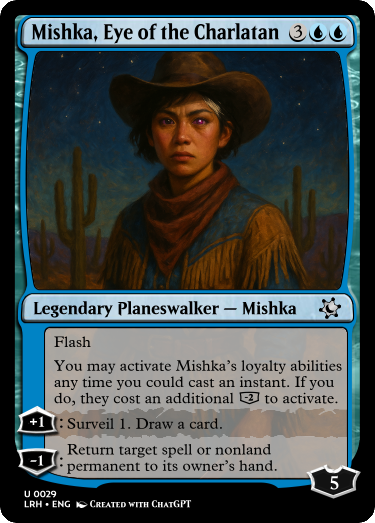 Mishka, Eye of the Charlatan 3
Legendary Planeswalker — Mishka
Flash
You may activate Mishka's loyalty abilities
any time you could cast an instant. If you
do, they cost an additional -2 to activate.
+1: Surveil 1. Draw a card.
-1: Return target spell or nonland
permanent to its owner's hand.
5
U 0029
LRH • ENG Created with ChatGPT